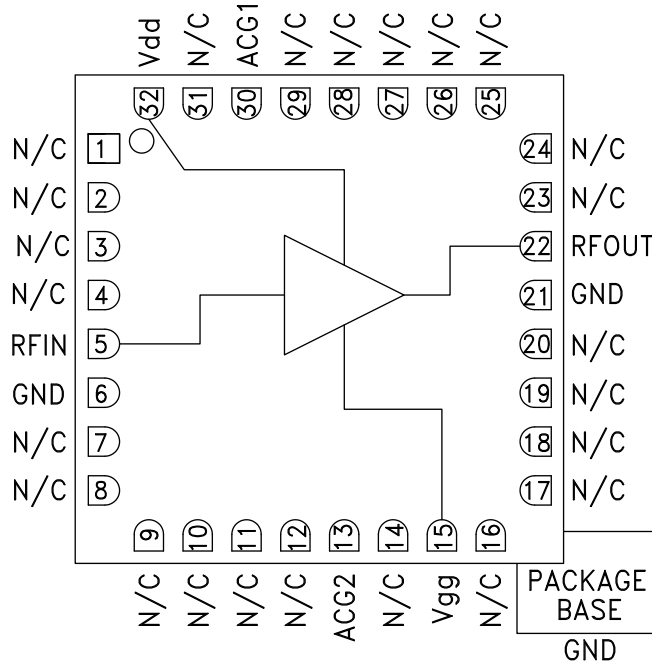 Vdd
N/C
ACG1
N/C
N/C
N/C
N/C
N/C
32
31
30
29
28
27
26
25
N/C 1
N/C 2
N/C 3
N/C 4
RFIN 5
GND 6
N/C 7
N/C 8
24 N/C
23 N/C
22 RFOUT
21 GND
20 N/C
19 N/C
18 N/C
17 N/C
9
10
11
12
13
14
15
16
N/C
N/C
N/C
N/C
ACG2
N/C
Vgg
N/C
PACKAGE
BASE
GND